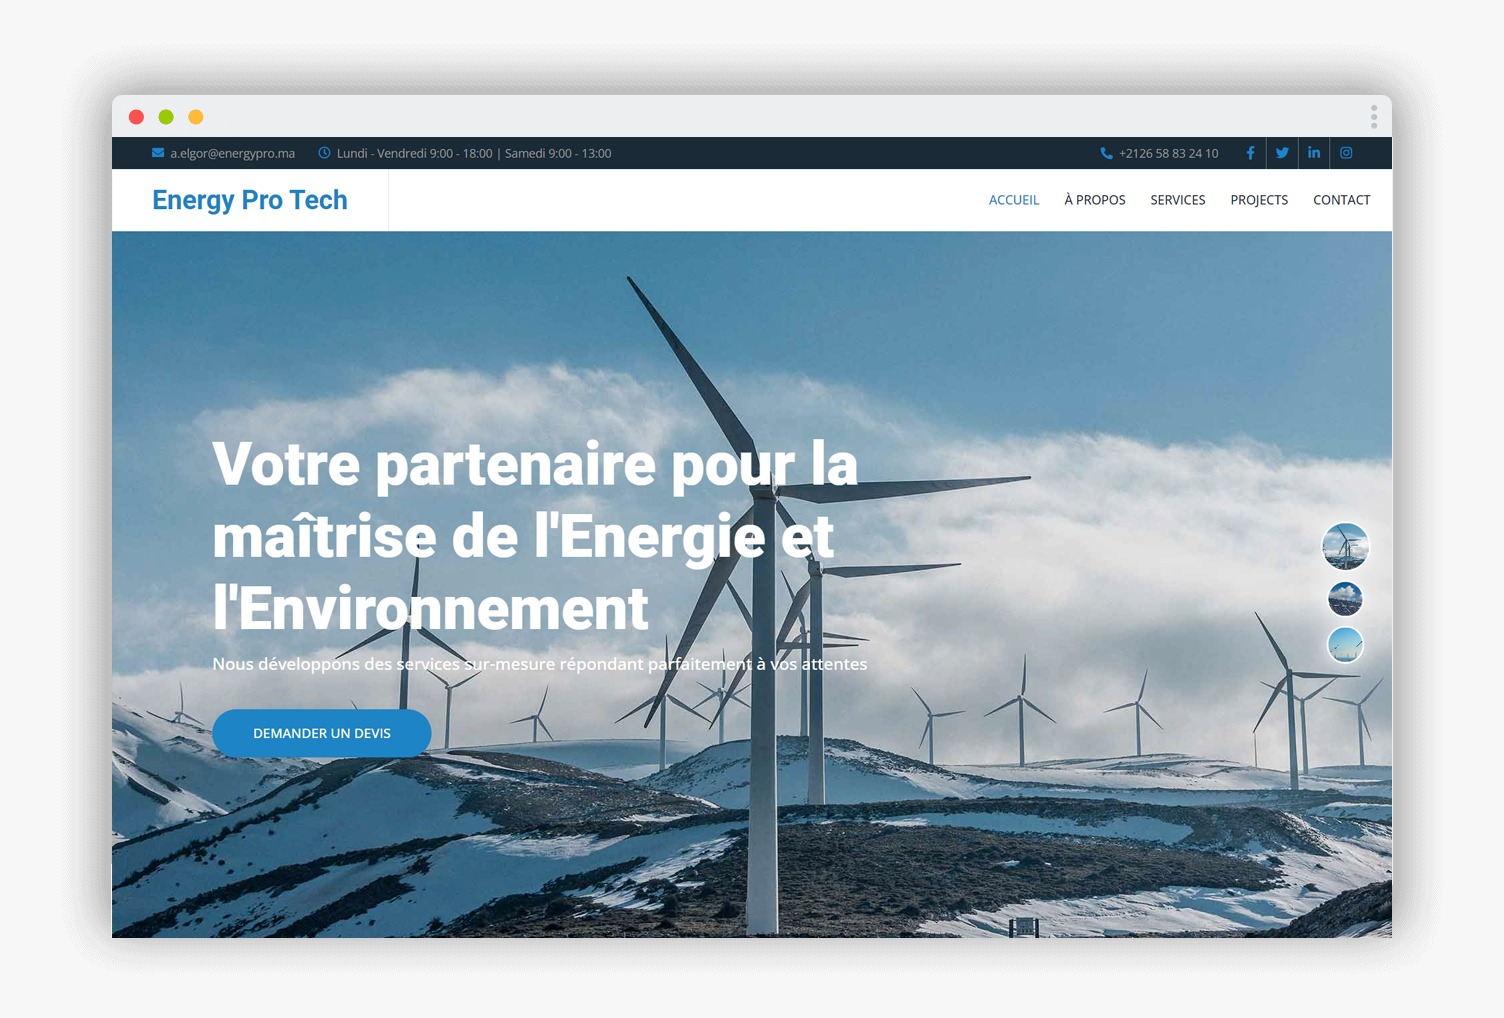 a.elgor@energypro.ma Lundi - Vendredi 9:00 - 18:00 | Samedi 9:00 - 13:00 +2126 58 83 24 10
Energy Pro Tech ACCUEIL À PROPOS SERVICES PROJECTS CONTACT
Votre partenaire pour la
maîtrise de l'Energie et
l'Environnement
Nous développons des services sur-mesure répondant parfaitement à vos attentes
DEMANDER UN DEVIS